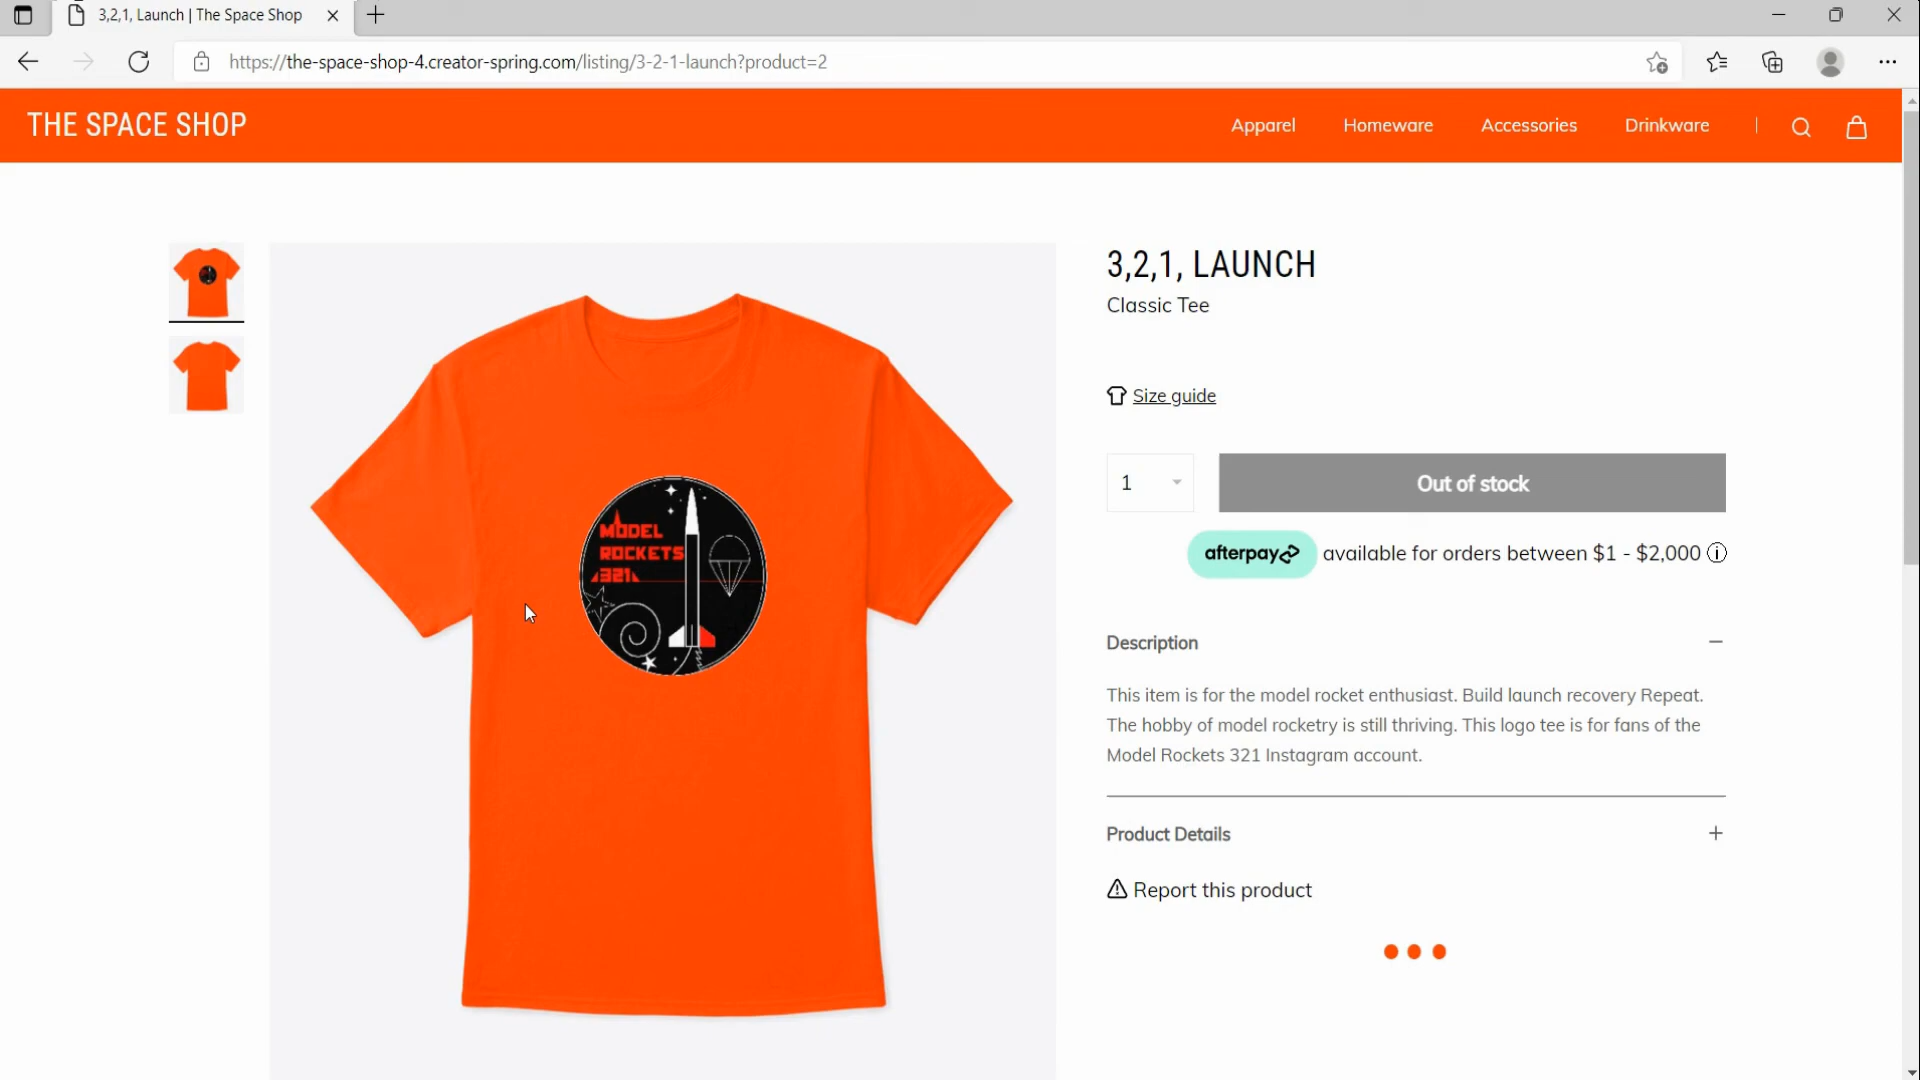 3,2,1, Launch | The Space Shop
https://the-space-shop-4.creator-spring.com/listing/3-2-1-launch?product=2
THE SPACE SHOP
Apparel
Homeware
Accessories
Drinkware
3,2,1, LAUNCH
Classic Tee
Size guide
1
Out of stock
afterpay available for orders between $1 - $2,000
MODEL
ROCKETS
321
Description
This item is for the model rocket enthusiast. Build launch recovery Repeat.
The hobby of model rocketry is still thriving. This logo tee is for fans of the
Model Rockets 321 Instagram account.
Product Details
Report this product